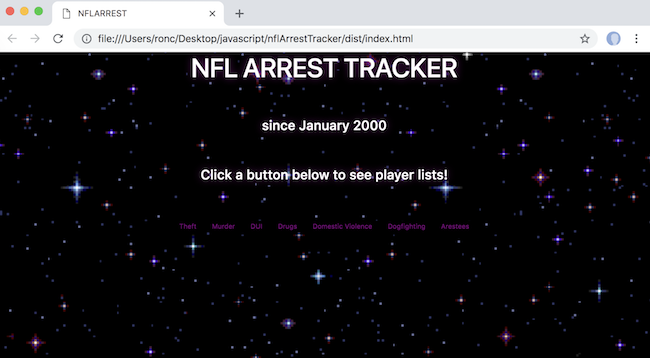 NFLARREST
file:///Users/ronc/Desktop/javascript/nflArrestTracker/dist/index.html
NFL ARREST TRACKER
since January 2000
Click a button below to see player lists!
Theft Murder DUI Drugs Domestic Violence Dogfighting Arestees